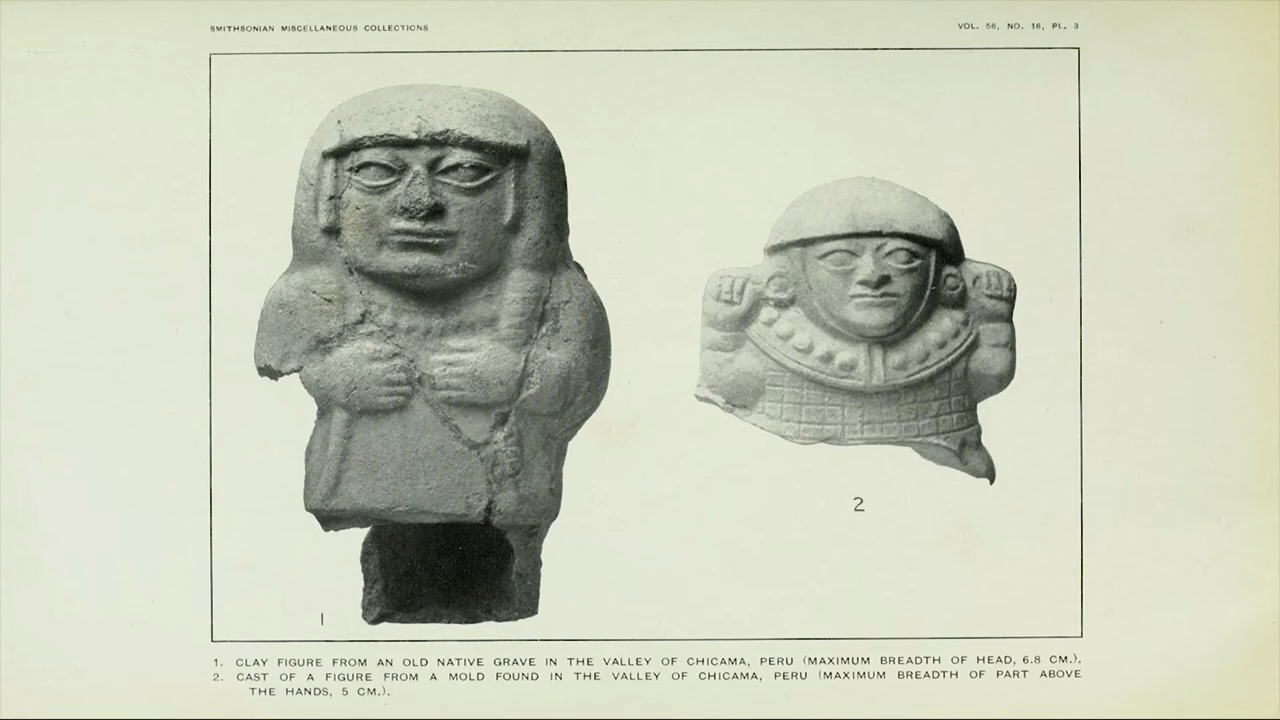 SMITHSONIAN MISCELLANEOUS COLLECTIONS
VOL. 56, NO. 16, PL. 3
1
2
1. CLAY FIGURE FROM AN OLD NATIVE GRAVE IN THE VALLEY OF CHICAMA, PERU (MAXIMUM BREADTH OF HEAD, 6.8 CM.).
2. CAST OF A FIGURE FROM A MOLD FOUND IN THE VALLEY OF CHICAMA, PERU (MAXIMUM BREADTH OF PART ABOVE
THE HANDS, 5 CM.).